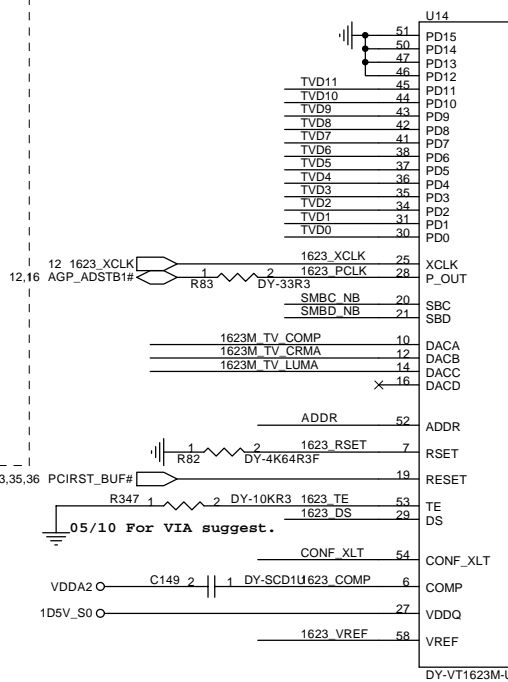 U14
51 PD15
50 PD14
47 PD13
46 PD12
TVD11 45 PD11
TVD10 44 PD10
TVD9 43 PD9
TVD8 42 PD8
TVD7 41 PD7
TVD6 38 PD6
TVD5 37 PD5
TVD4 36 PD4
TVD3 35 PD3
TVD2 34 PD2
TVD1 31 PD1
TVD0 30 PD0
12 1623_XCLK 1623_XCLK 25 XCLK
12,16 AGP_ADSTB1# 1 2 1623_PCLK 28 P_OUT
R83 DY-33R3
SMBC_NB 20 SBC
SMBD_NB 21 SBD
1623M_TV_COMP 10 DACA
1623M_TV_CRMA 12 DACB
1623M_TV_LUMA 14 DACC
16 DACD
ADDR 52 ADDR
1 2 1623_RSET 7 RSET
R82 DY-4K64R3F
3,35,36 PCIRST_BUF# 19 RESET
R347 1 2 DY-10KR3 1623_TE 53 TE
1623_DS 29 DS
05/10 For VIA suggest.
CONF_XLT 54 CONF_XLT
VDDA2 C149 2 1 DY-SCD1U 1623_COMP 6 COMP
1D5V_S0 27 VDDQ
1623_VREF 58 VREF
DY-VT1623M-U